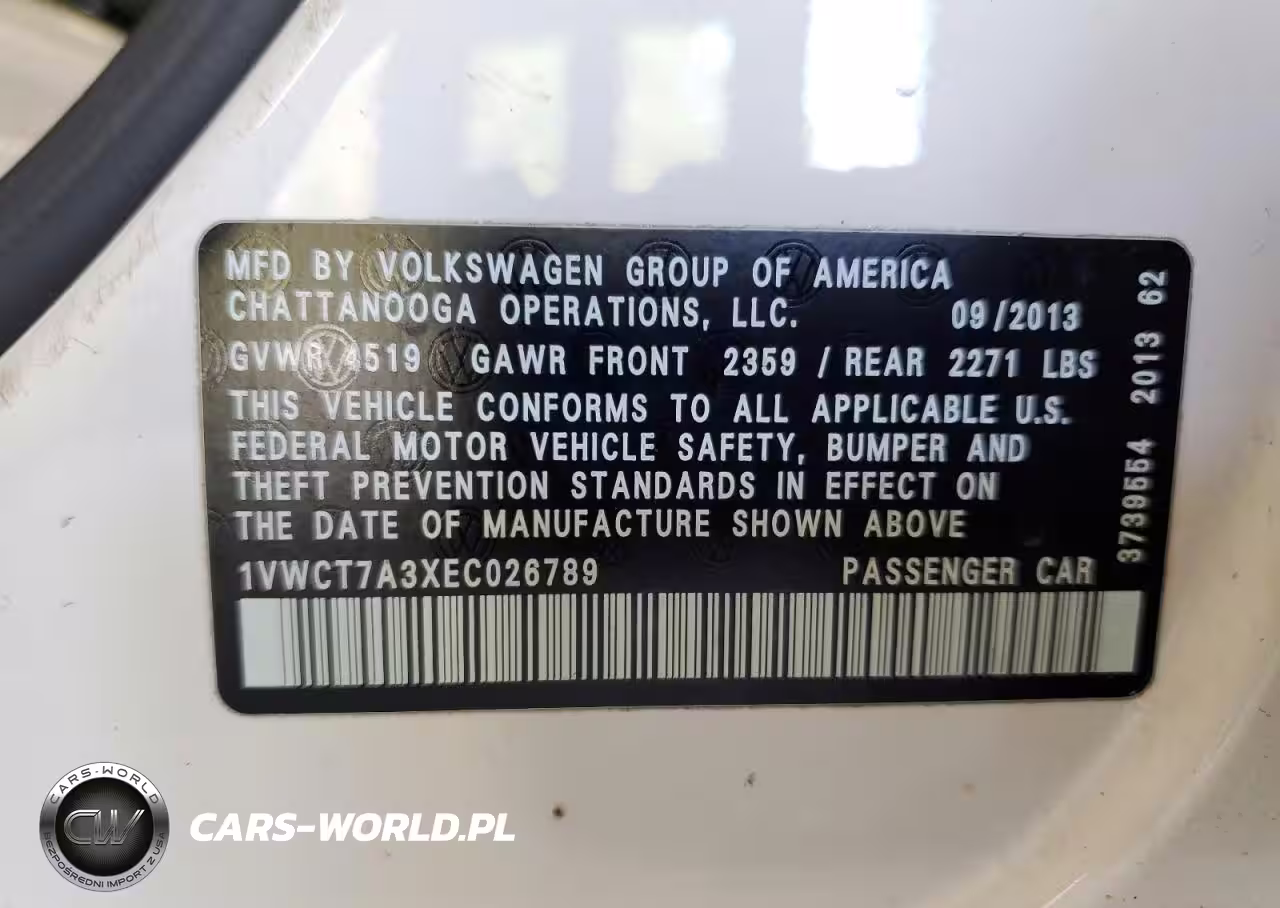 MFD BY VOLKSWAGEN GROUP OF AMERICA
CHATTANOOGA OPERATIONS, LLC. 09/2013
GVWR 4519 GAWR FRONT 2359 / REAR 2271 LBS
THIS VEHICLE CONFORMS TO ALL APPLICABLE U.S.
FEDERAL MOTOR VEHICLE SAFETY, BUMPER AND
THEFT PREVENTION STANDARDS IN EFFECT ON
THE DATE OF MANUFACTURE SHOWN ABOVE
1VWCT7A3XEC026789 PASSENGER CAR
3739554 2013 62
CARS-WORLD
CW
BEZPOŚREDNI IMPORT Z USA
CARS-WORLD.PL